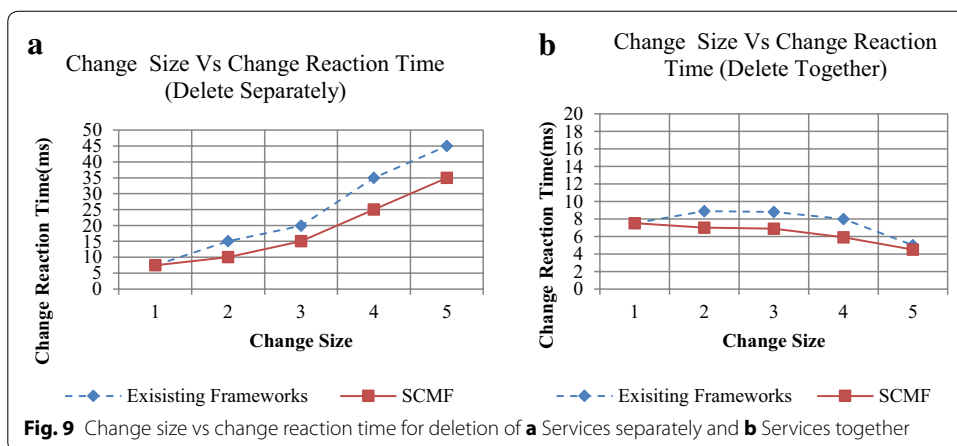 a
Change Size Vs Change Reaction Time
(Delete Separately)
Change Reaction Time(ms)
50
45
40
35
30
25
20
15
10
5
0
1 2 3 4 5
Change Size
Exisisting Frameworks SCMF
b
Change Size Vs Change Reaction
Time (Delete Together)
Change Reaction Time(ms)
20
18
16
14
12
10
8
6
4
2
0
1 2 3 4 5
Change Size
Exisiting Frameworks SCMF
Fig. 9 Change size vs change reaction time for deletion of a Services separately and b Services together